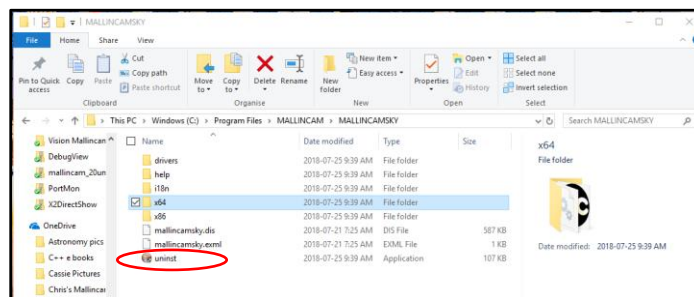 MALLINCAMSKY
File Home Share View
Pin to Quick access
Copy
Paste
Cut
Copy path
Paste shortcut
Clipboard
Move to
Copy to
Delete
Rename
Organise
New folder
New item
Easy access
New
Properties
Open
Edit
History
Open
Select all
Select none
Invert selection
Select
This PC > Windows (C:) > Program Files > MALLINCAM > MALLINCAMSKY
Search MALLINCAMSKY
Vision Mallincan
DebugView
mallincam_20un
PortMon
X2DirectShow
OneDrive
Astronomy pics
C++ e books
Cassie Pictures
Chris's Mallincar
Name Date modified Type Size
drivers 2018-07-25 9:39 AM File folder
help 2018-07-25 9:39 AM File folder
i18n 2018-07-25 9:39 AM File folder
x64 2018-07-25 9:39 AM File folder
x86 2018-07-25 9:39 AM File folder
mallincamsky.dis 2018-07-21 7:25 AM DIS File 587 KB
mallincamsky.exml 2018-07-21 7:25 AM EXML File 1 KB
uninst 2018-07-25 9:39 AM Application 107 KB
x64
File folder
Date modified: 2018-07-25 9:39 AM